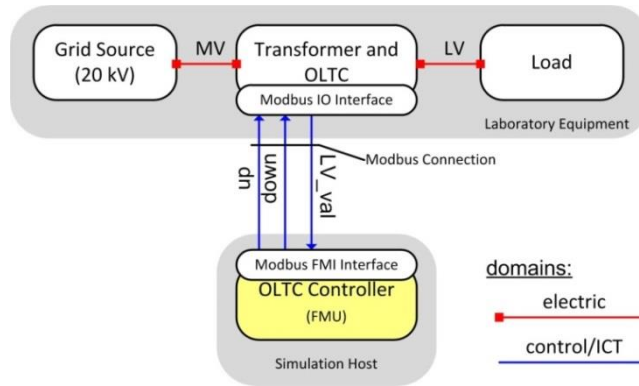 Grid Source
(20 kV)
MV
Transformer and
OLTC
LV
Load
Modbus IO Interface
Laboratory Equipment
up
down
LV_val
Modbus Connection
Modbus FMI Interface
OLTC Controller
(FMU)
Simulation Host
domains:
electric
control/ICT